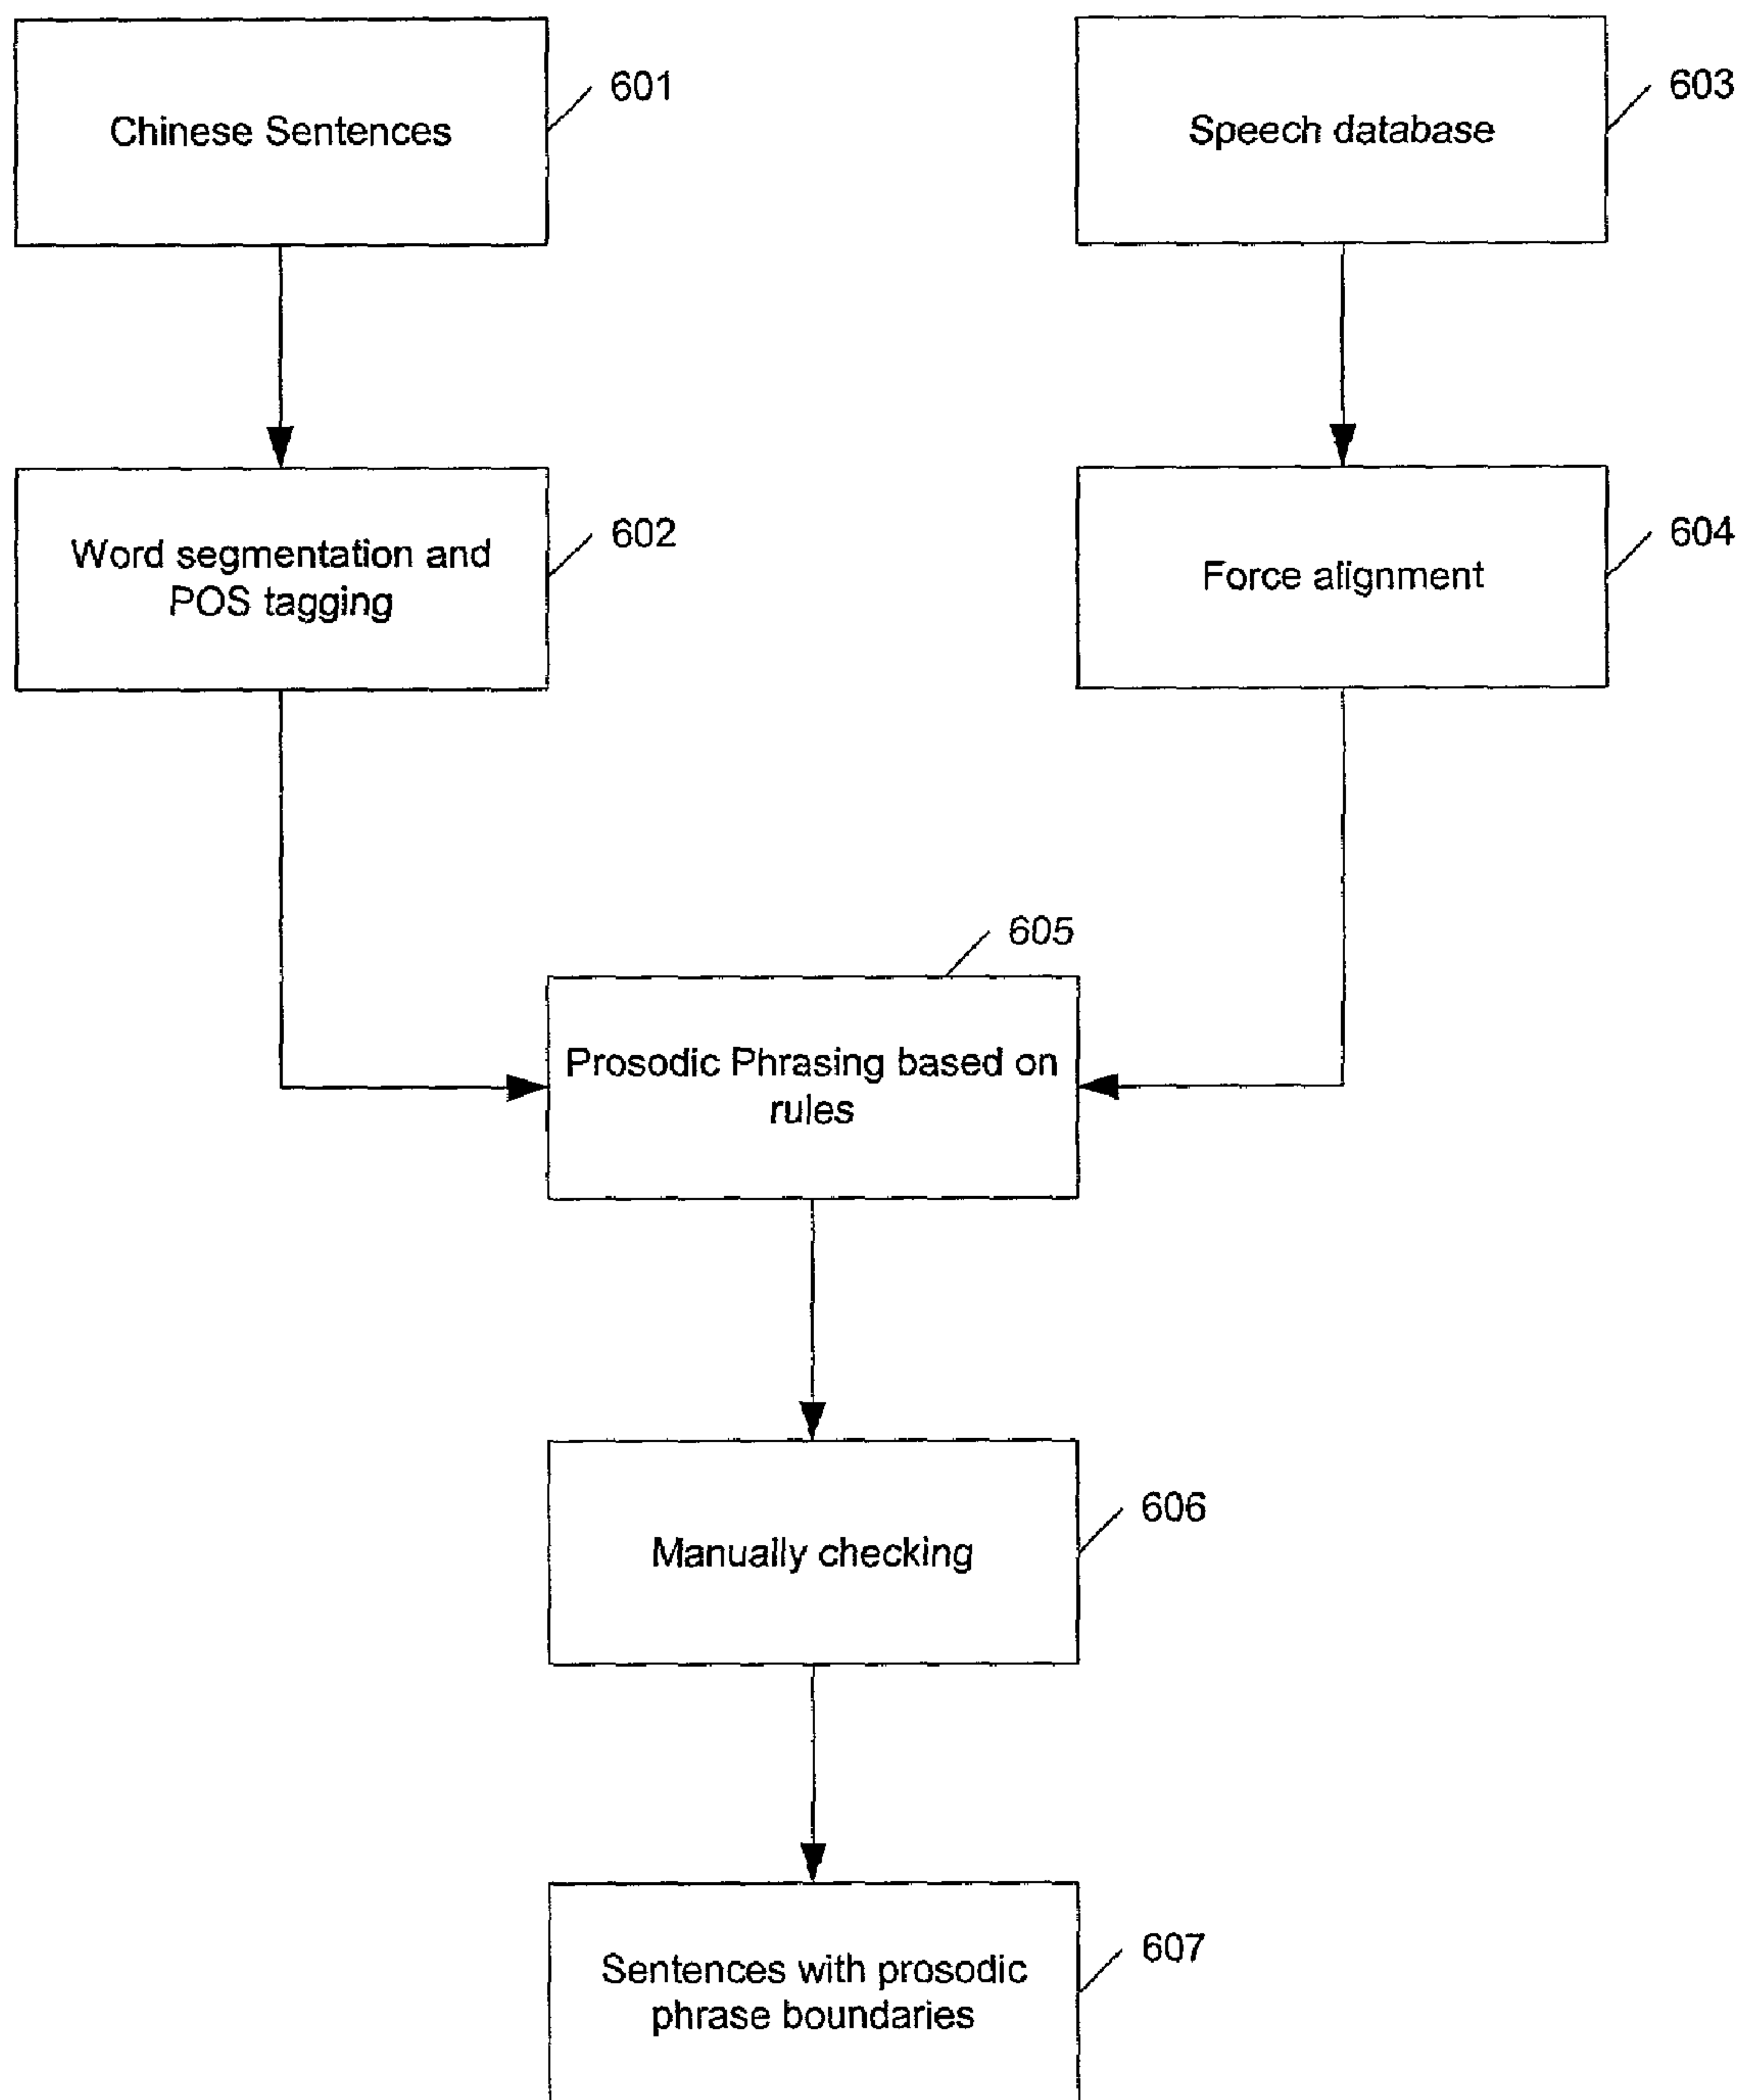 Chinese Sentences
601
Speech database
603
Word segmentation and
POS tagging
602
Force alignment
604
605
Prosodic Phrasing based on
rules
Manually checking
606
Sentences with prosodic
phrase boundaries
607